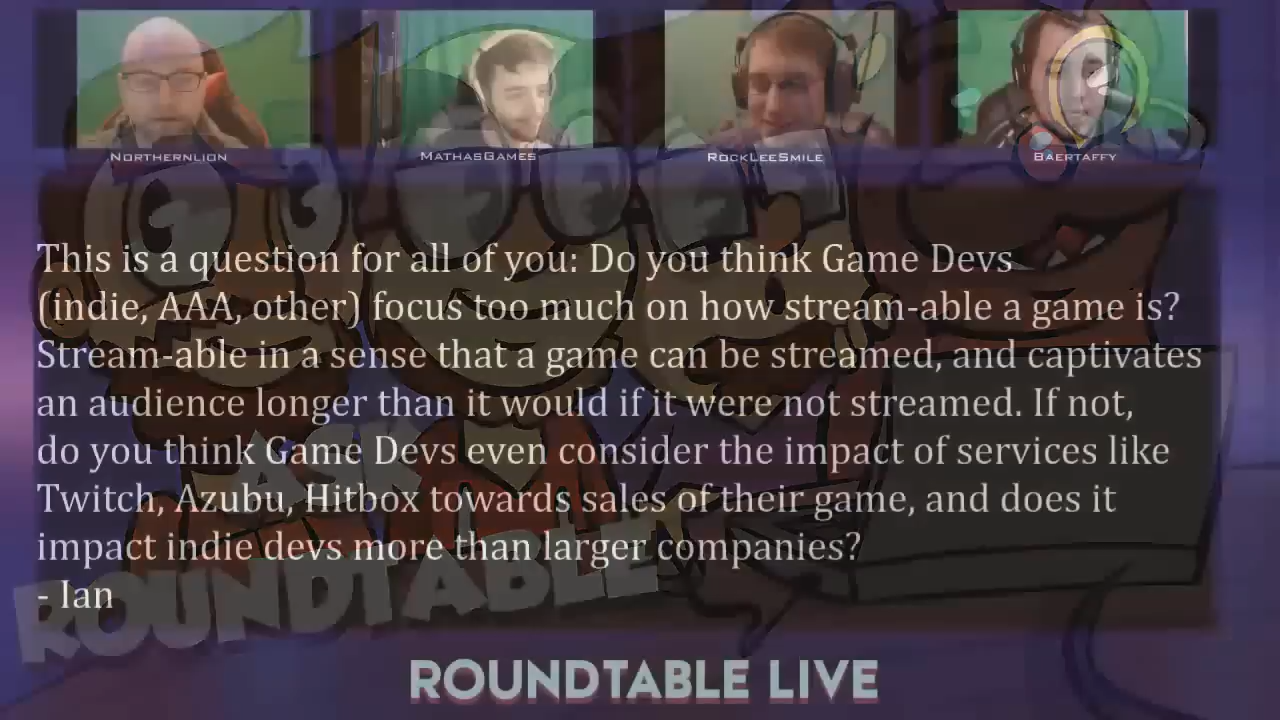 NORTHERNLION
MATHASGAMES
ROCKLEESMILE
BAERTAFFY
This is a question for all of you: Do you think Game Devs
(indie, AAA, other) focus too much on how stream-able a game is?
Stream-able in a sense that a game can be streamed, and captivates
an audience longer than it would if it were not streamed. If not,
do you think Game Devs even consider the impact of services like
Twitch, Azubu, Hitbox towards sales of their game, and does it
impact indie devs more than larger companies?
- Ian
ASK
ROUNDTABLE
ROUNDTABLE LIVE